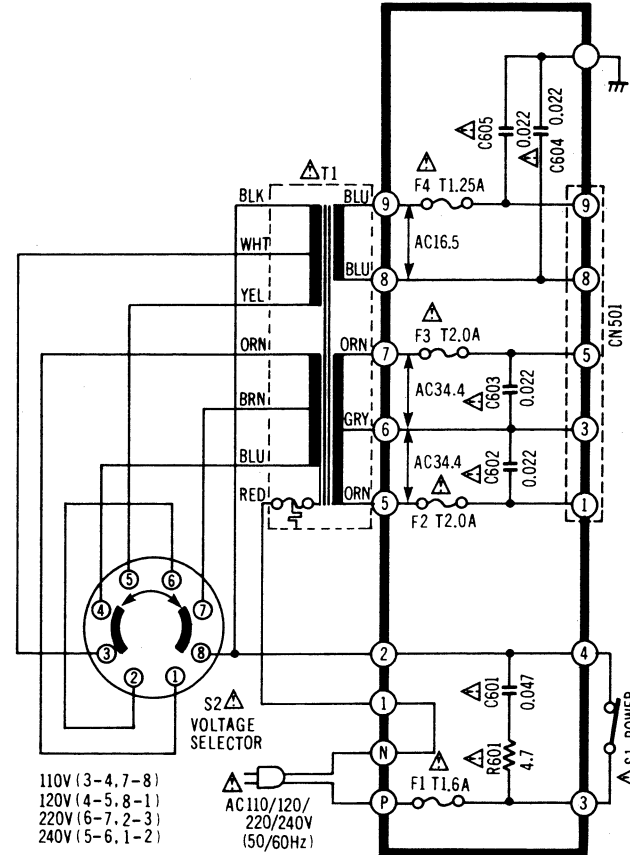 T1
BLK
BLU
9
F4 T1.25A
C605
0.022
0.022
C604
9
WHT
AC16.5
BLU
8
8
YEL
CN501
ORN
ORN
7
F3 T2.0A
5
AC34.4
C603
0.022
BRN
GRY
6
3
AC34.4
C602
0.022
BLU
RED
ORN
5
F2 T2.0A
1
5
6
4
7
3
8
2
1
S2
VOLTAGE
SELECTOR
2
4
C601
0.047
1
R601
4.7
S1 POWER
N
P
F1 T1.6A
3
AC110/120/
220/240V
(50/60Hz)
110V(3-4,7-8)
120V(4-5,8-1)
220V(6-7,2-3)
240V(5-6,1-2)